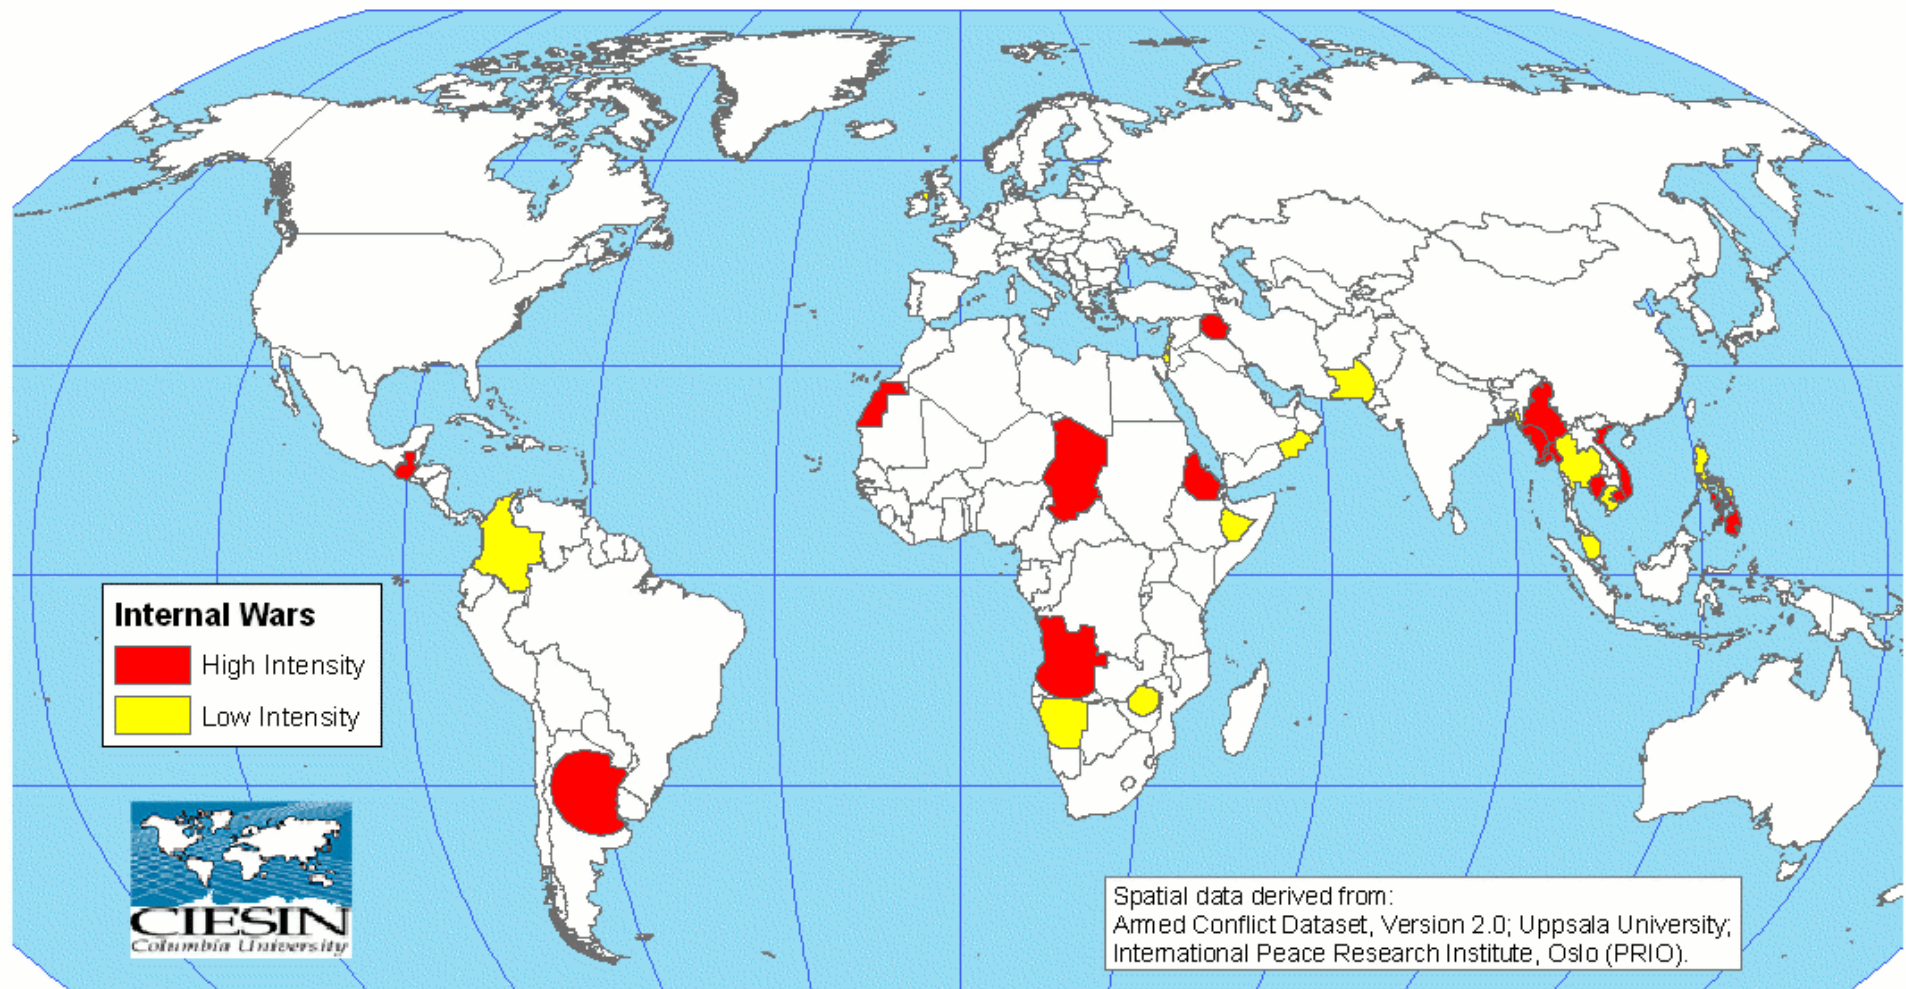 Internal Wars
High Intensity
Low Intensity
CIESIN
Columbia University
Spatial data derived from:
Armed Conflict Dataset, Version 2.0; Uppsala University;
International Peace Research Institute, Oslo (PRIO).